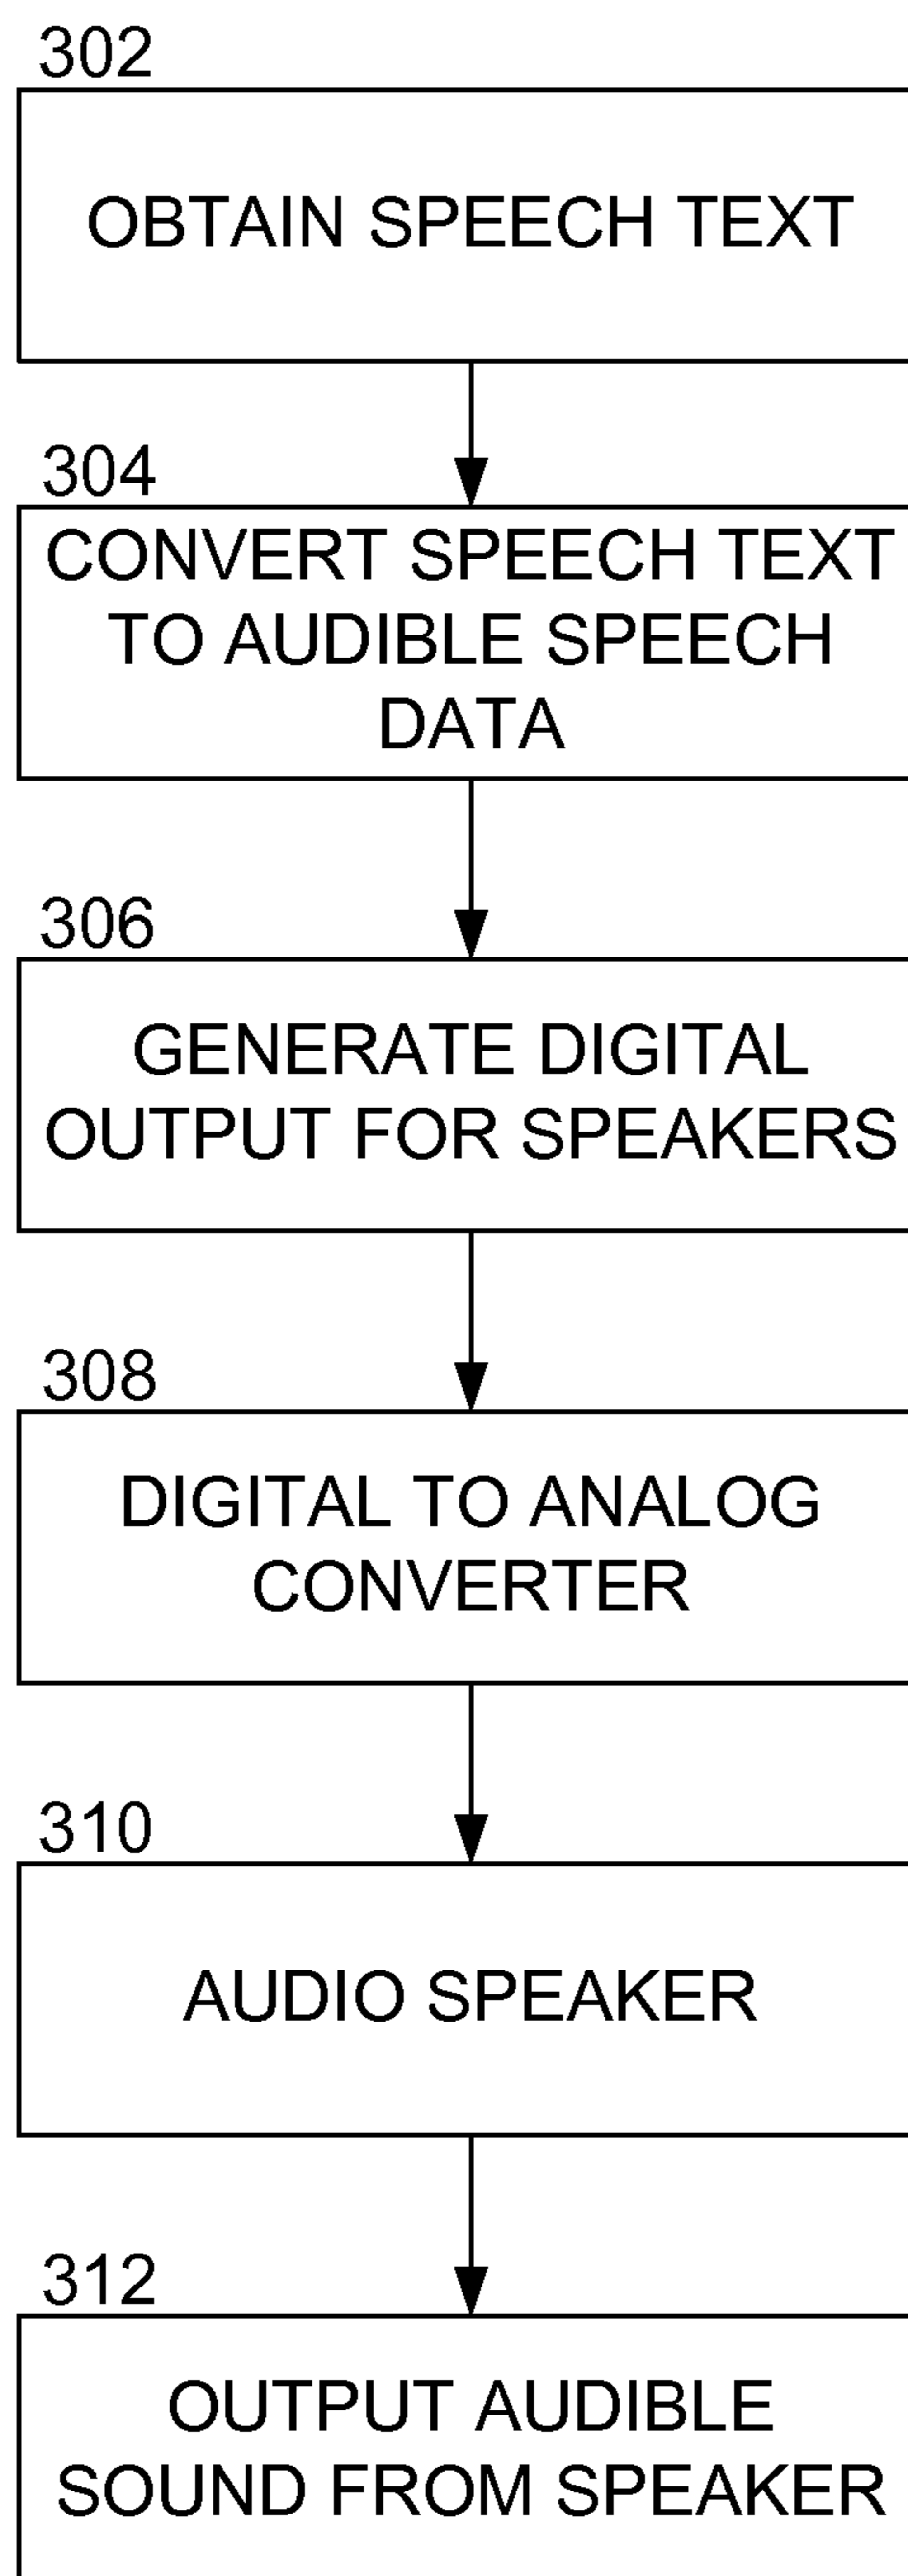 302
OBTAIN SPEECH TEXT
304
CONVERT SPEECH TEXT
TO AUDIBLE SPEECH
DATA
306
GENERATE DIGITAL
OUTPUT FOR SPEAKERS
308
DIGITAL TO ANALOG
CONVERTER
310
AUDIO SPEAKER
312
OUTPUT AUDIBLE
SOUND FROM SPEAKER